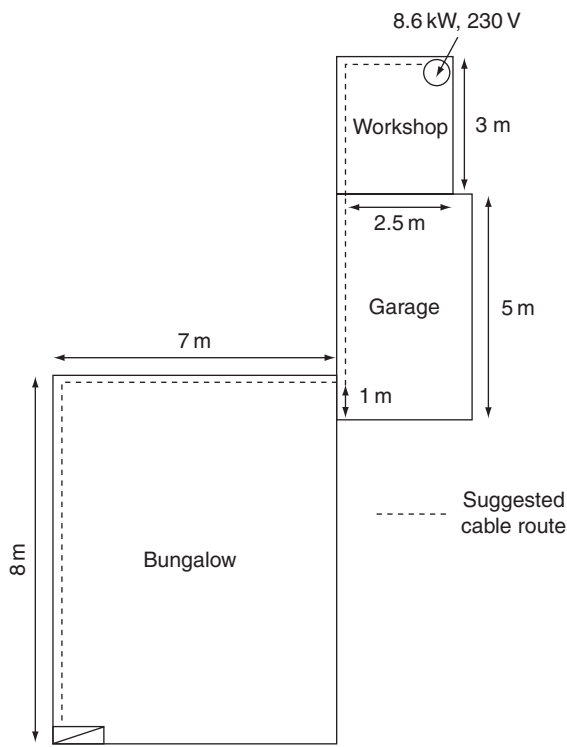 8.6 kW, 230 V
Workshop
3 m
2.5 m
Garage
5 m
7 m
1 m
Suggested
cable route
Bungalow
8 m